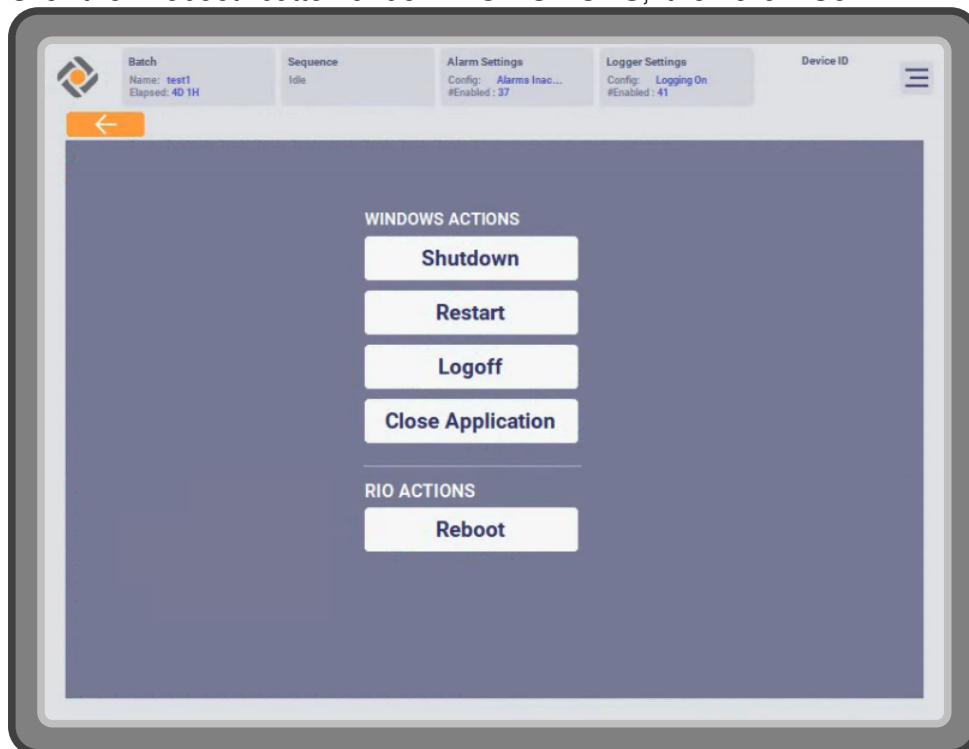 Batch
Name: test1
Elapsed: 4D 1H
Sequence
Idle
Alarm Settings
Config: Alarms Inac...
#Enabled : 37
Logger Settings
Config: Logging On
#Enabled : 41
Device ID
WINDOWS ACTIONS
Shutdown
Restart
Logoff
Close Application
RIO ACTIONS
Reboot